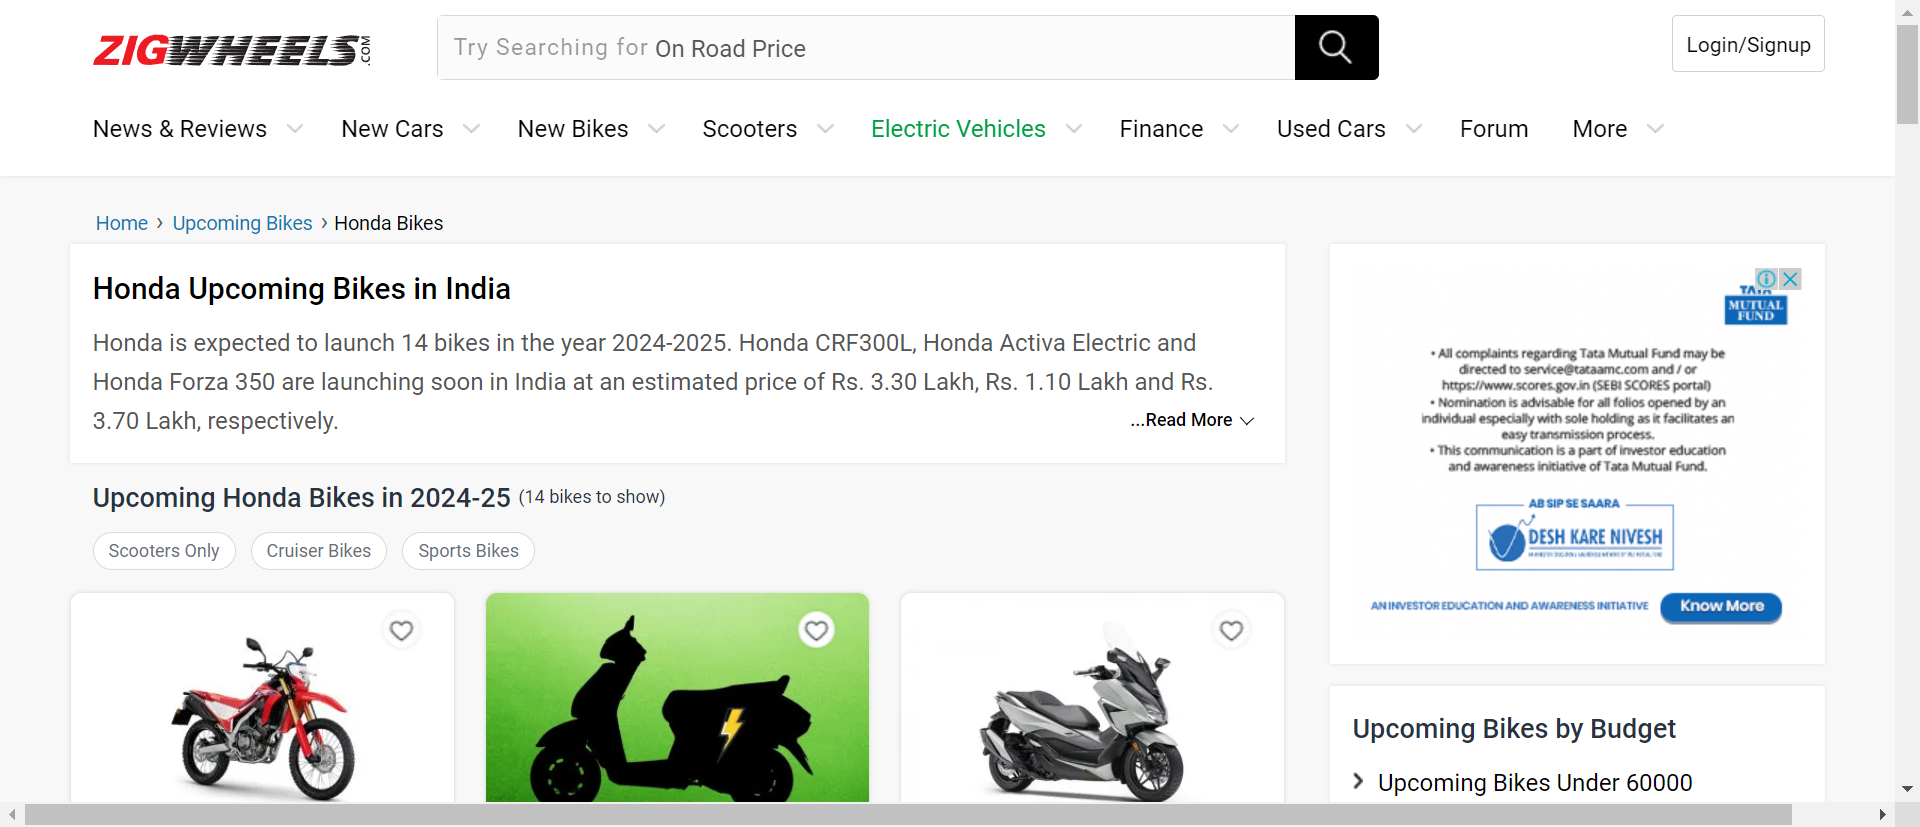 ZIGWHEELS.COM
Try Searching for On Road Price
Login/Signup
News & Reviews
New Cars
New Bikes
Scooters
Electric Vehicles
Finance
Used Cars
Forum
More
Home › Upcoming Bikes › Honda Bikes
Honda Upcoming Bikes in India
Honda is expected to launch 14 bikes in the year 2024-2025. Honda CRF300L, Honda Activa Electric and
Honda Forza 350 are launching soon in India at an estimated price of Rs. 3.30 Lakh, Rs. 1.10 Lakh and Rs.
3.70 Lakh, respectively.
...Read More
Upcoming Honda Bikes in 2024-25 (14 bikes to show)
Scooters Only
Cruiser Bikes
Sports Bikes
TATA
MUTUAL
FUND
• All complaints regarding Tata Mutual Fund may be
directed to service@tataamc.com and / or
https://www.scores.gov.in (SEBI SCORES portal)
• Nomination is advisable for all folios opened by an
individual especially with sole holding as it facilitates an
easy transmission process.
• This communication is a part of investor education
and awareness initiative of Tata Mutual Fund.
AB SIP SE SAARA
DESH KARE NIVESH
AN INVESTOR EDUCATION AND AWARENESS INITIATIVE
Know More
Upcoming Bikes by Budget
Upcoming Bikes Under 60000